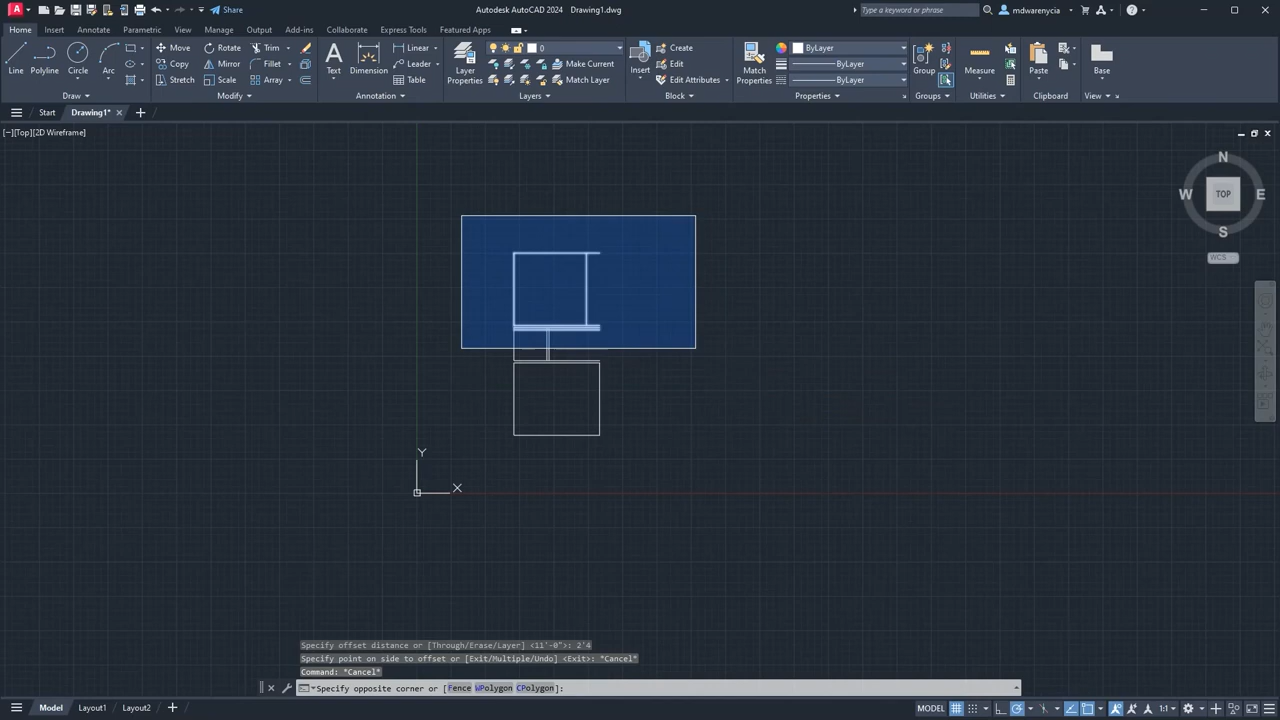 Share
Autodesk AutoCAD 2024 Drawing1.dwg
Type a keyword or phrase
mdwarenycia
Home Insert Annotate Parametric View Manage Output Add-ins Collaborate Express Tools Featured Apps
Line Polyline Circle Arc
Move Rotate Trim
Copy Mirror Fillet
Stretch Scale Array
Text Dimension
Linear
Leader
Table
Layer Properties
0
Make Current
Match Layer
Insert
Create
Edit
Edit Attributes
Match Properties
ByLayer
ByLayer
ByLayer
Group
Measure
Paste
Base
Draw Modify Annotation Layers Block Properties Groups Utilities Clipboard View
Start Drawing1*
[−][Top][2D Wireframe]
N
W TOP E
S
WCS
Y
X
Specify offset distance or [Through/Erase/Layer] <11'-0">: 2'4
Specify point on side to offset or [Exit/Multiple/Undo] <Exit>: *Cancel*
Command: *Cancel*
Specify opposite corner or [Fence WPolygon CPolygon]:
Model Layout1 Layout2
MODEL
1:1